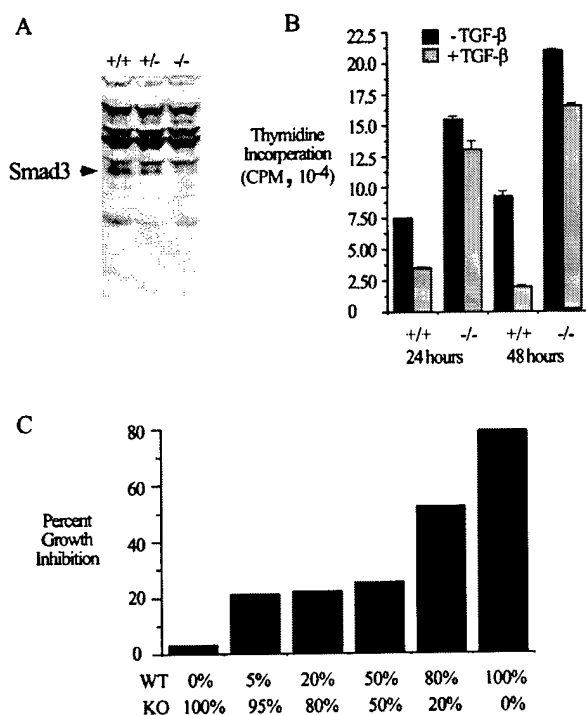 A
+/+ +/- -/-
Smad3
B
- TGF-β
+ TGF-β
Thymidine
Incorperation
(CPM, 10-4)
22.5
20.0
17.5
15.0
12.5
10.0
7.50
5.00
2.50
0
+/+ -/- +/+ -/-
24 hours 48 hours
C
Percent
Growth
Inhibition
80
60
40
20
0
WT 0% 5% 20% 50% 80% 100%
KO 100% 95% 80% 50% 20% 0%